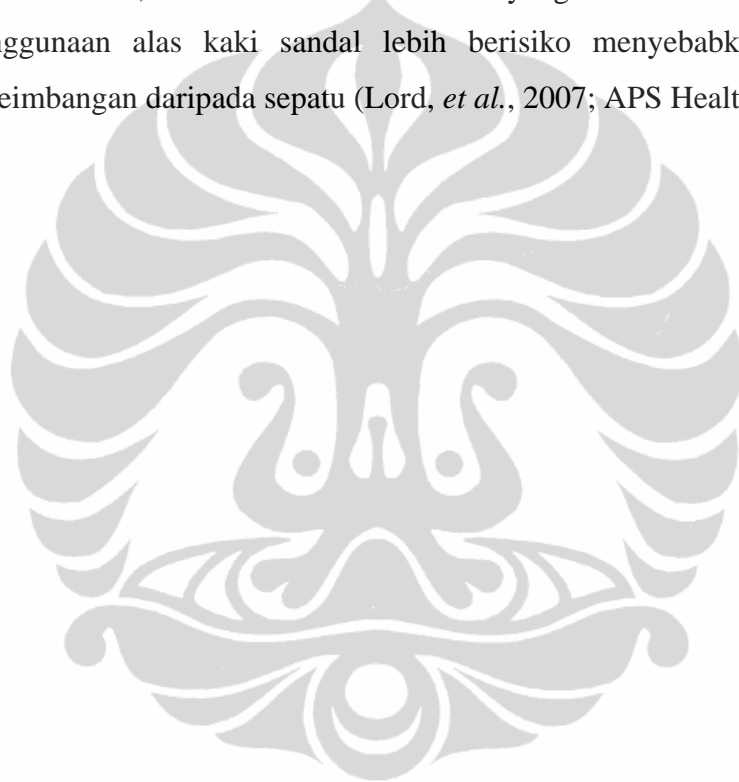 nggunaan alas kaki sandal lebih berisiko menyebabk
eimbangan daripada sepatu (Lord, et al., 2007; APS Healt